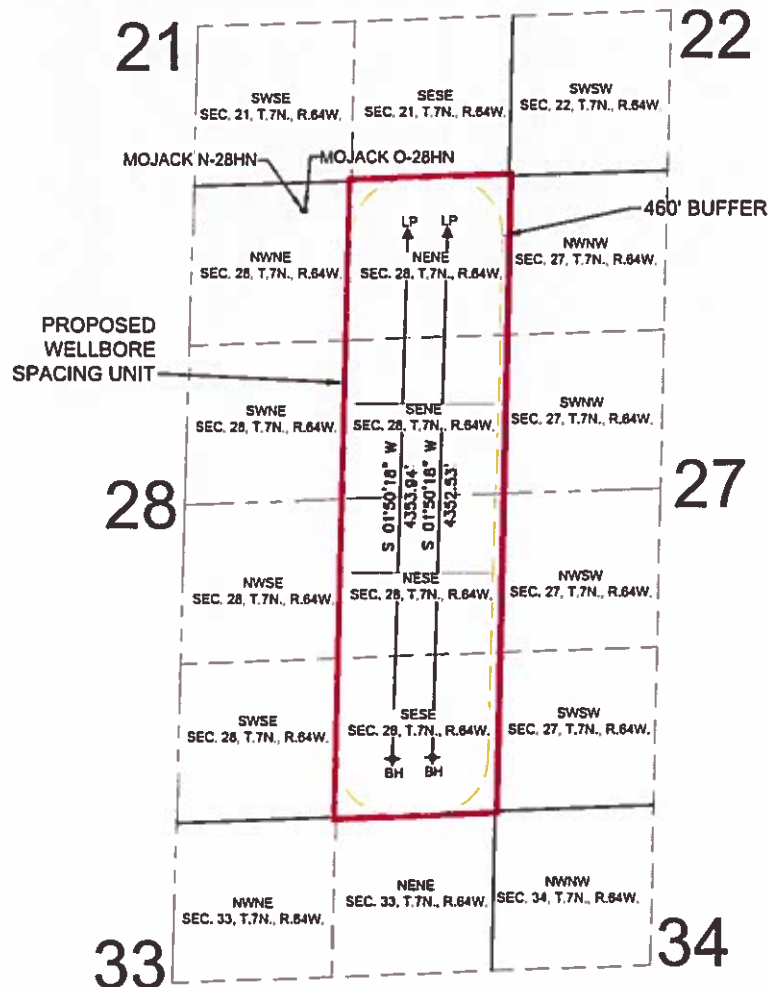 21
22
SWSE
SEC. 21, T.7N., R.64W.
SESE
SEC. 21, T.7N., R.64W.
SWSW
SEC. 22, T.7N., R.64W.
MOJACK N-28HN
MOJACK O-28HN
460' BUFFER
LP
LP
NWNE
SEC. 28, T.7N., R.64W.
NENE
SEC. 28, T.7N., R.64W.
NWNW
SEC. 27, T.7N., R.64W.
PROPOSED
WELLBORE
SPACING UNIT
SWNE
SEC. 28, T.7N., R.64W.
SENE
SEC. 28, T.7N., R.64W.
SWNW
SEC. 27, T.7N., R.64W.
S 01°50'18" W
4353.94'
S 01°50'18" W
4352.53'
28
27
NWSE
SEC. 28, T.7N., R.64W.
NESE
SEC. 28, T.7N., R.64W.
NWSW
SEC. 27, T.7N., R.64W.
SWSE
SEC. 28, T.7N., R.64W.
SESE
SEC. 28, T.7N., R.64W.
SWSW
SEC. 27, T.7N., R.64W.
BH
BH
NWNE
SEC. 33, T.7N., R.64W.
NENE
SEC. 33, T.7N., R.64W.
NWNW
SEC. 34, T.7N., R.64W.
33
34